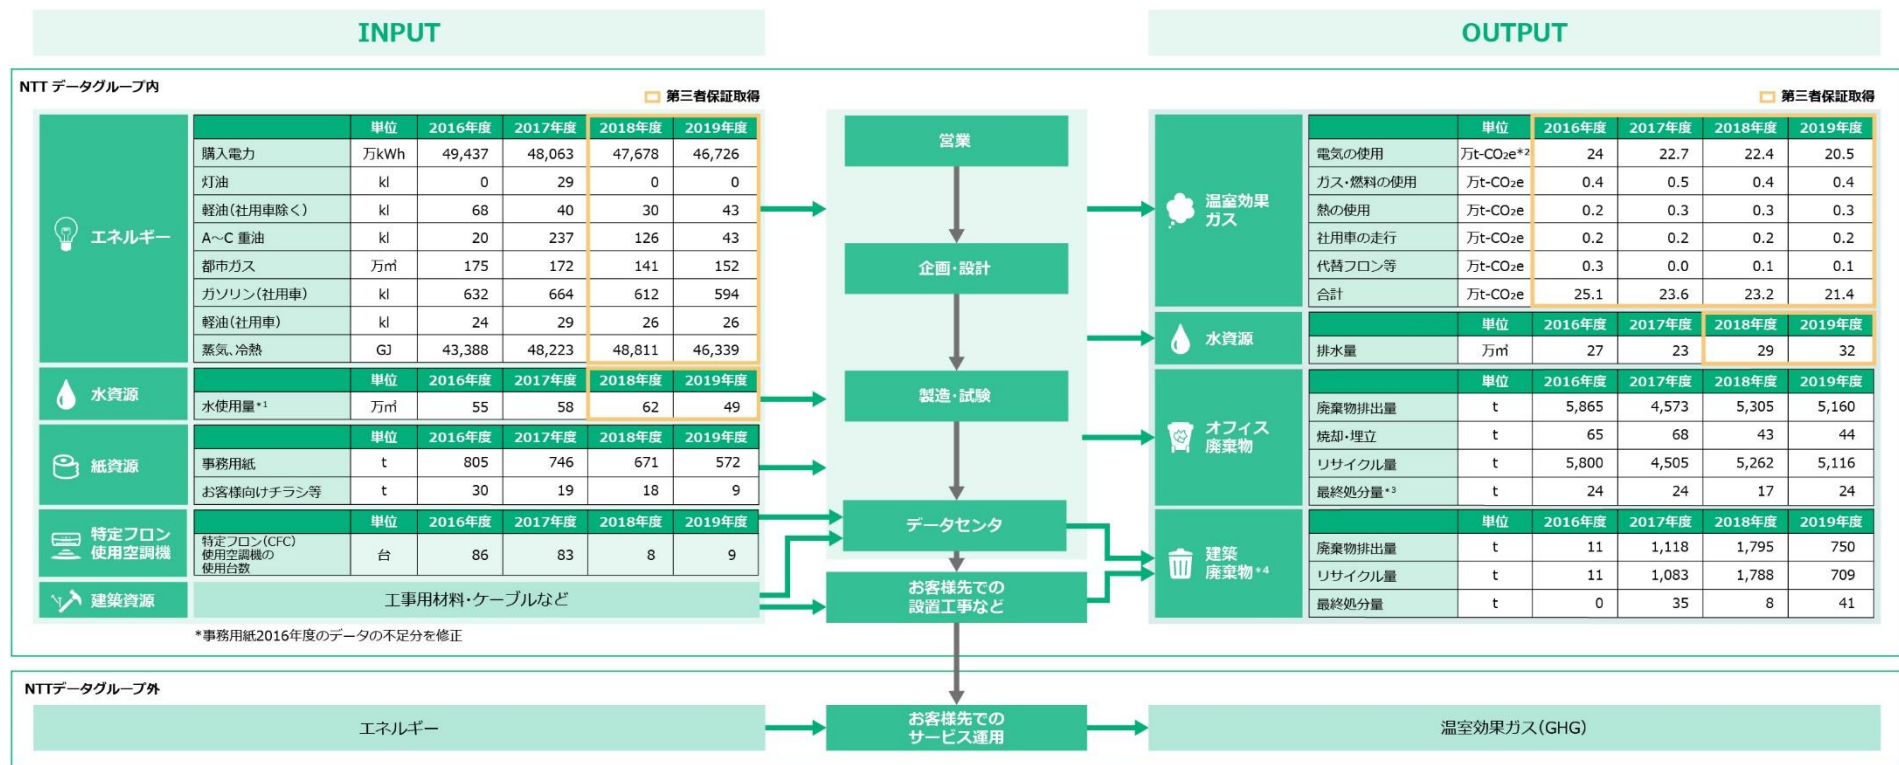 INPUT
OUTPUT
NTT データグループ内
第三者保証取得
エネルギー
単位 2016年度 2017年度 2018年度 2019年度
購入電力 万kWh 49,437 48,063 47,678 46,726
灯油 kl 0 29 0 0
軽油(社用車除く) kl 68 40 30 43
A～C 重油 kl 20 237 126 43
都市ガス 万㎥ 175 172 141 152
ガソリン(社用車) kl 632 664 612 594
軽油(社用車) kl 24 29 26 26
蒸気、冷熱 GJ 43,388 48,223 48,811 46,339
水資源
単位 2016年度 2017年度 2018年度 2019年度
水使用量*1 万㎥ 55 58 62 49
紙資源
単位 2016年度 2017年度 2018年度 2019年度
事務用紙 t 805 746 671 572
お客様向けチラシ等 t 30 19 18 9
特定フロン
使用空調機
単位 2016年度 2017年度 2018年度 2019年度
特定フロン(CFC)
使用空調機の
使用台数
台 86 83 8 9
建築資源
工事用材料・ケーブルなど
*事務用紙2016年度のデータの不足分を修正
営業
企画・設計
製造・試験
データセンタ
お客様先での
設置工事など
第三者保証取得
温室効果
ガス
単位 2016年度 2017年度 2018年度 2019年度
電気の使用 万t-CO₂e*2 24 22.7 22.4 20.5
ガス・燃料の使用 万t-CO₂e 0.4 0.5 0.4 0.4
熱の使用 万t-CO₂e 0.2 0.3 0.3 0.3
社用車の走行 万t-CO₂e 0.2 0.2 0.2 0.2
代替フロン等 万t-CO₂e 0.3 0.0 0.1 0.1
合計 万t-CO₂e 25.1 23.6 23.2 21.4
水資源
単位 2016年度 2017年度 2018年度 2019年度
排水量 万㎥ 27 23 29 32
オフィス
廃棄物
単位 2016年度 2017年度 2018年度 2019年度
廃棄物排出量 t 5,865 4,573 5,305 5,160
焼却・埋立 t 65 68 43 44
リサイクル量 t 5,800 4,505 5,262 5,116
最終処分量*3 t 24 24 17 24
建築
廃棄物*4
単位 2016年度 2017年度 2018年度 2019年度
廃棄物排出量 t 11 1,118 1,795 750
リサイクル量 t 11 1,083 1,788 709
最終処分量 t 0 35 8 41
NTTデータグループ外
エネルギー
お客様先での
サービス運用
温室効果ガス(GHG)